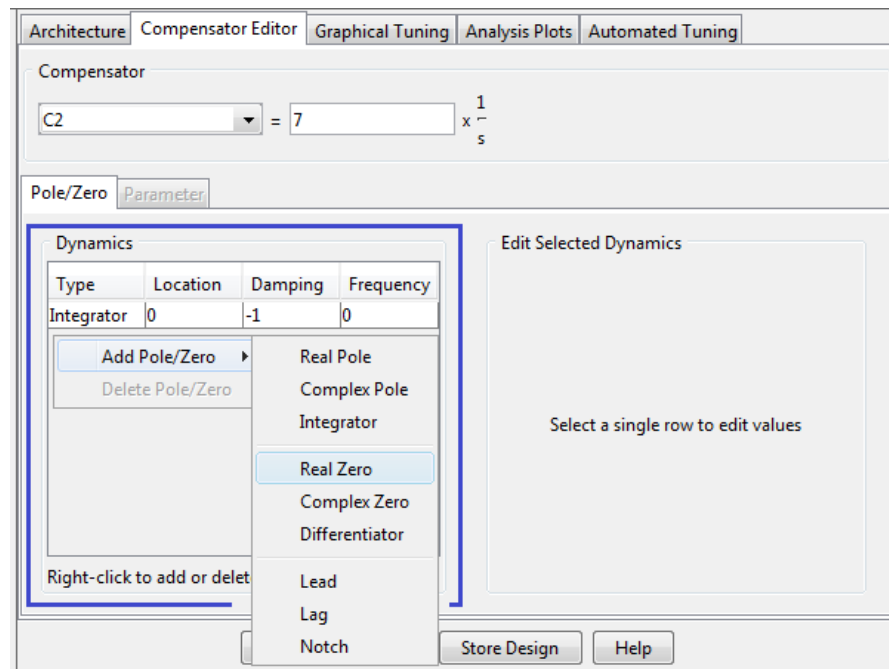 Architecture Compensator Editor Graphical Tuning Analysis Plots Automated Tuning
Compensator
C2 = 7 x 1
s
Pole/Zero Parameter
Dynamics
Type Location Damping Frequency
Integrator 0 -1 0
Add Pole/Zero
Delete Pole/Zero
Real Pole
Complex Pole
Integrator
Real Zero
Complex Zero
Differentiator
Lead
Lag
Notch
Right-click to add or delet
Edit Selected Dynamics
Select a single row to edit values
Store Design Help